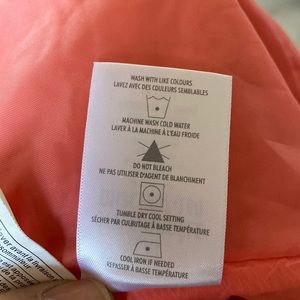 WASH WITH LIKE COLOURS
LAVEZ AVEC DES COULEURS SEMBLABLES
MACHINE WASH COLD WATER
LAVER À LA MACHINE À L'EAU FROIDE
DO NOT BLEACH
NE PAS UTILISER D'AGENT DE BLANCHIMENT
TUMBLE DRY COOL SETTING
SÉCHER PAR CULBUTAGE À BASSE TEMPÉRATURE
COOL IRON IF NEEDED
REPASSER À BASSE TEMPÉRATURE